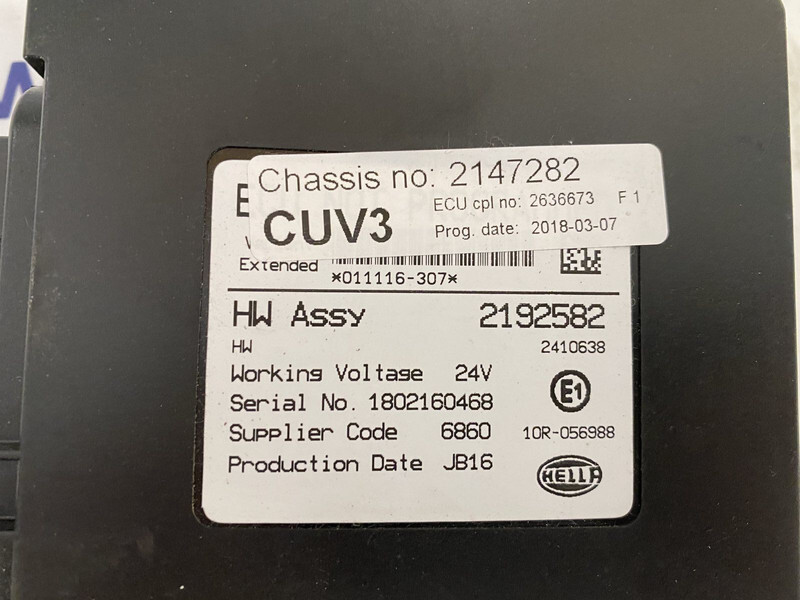 Chassis no: 2147282
ECU cpl no: 2636673 F 1
CUV3
Prog. date: 2018-03-07
Extended
*011116-307*
HW Assy 2192582
HW 2410638
Working Voltage 24V
E1
Serial No. 1802160468
Supplier Code 6860 10R-056988
Production Date JB16
HELLA